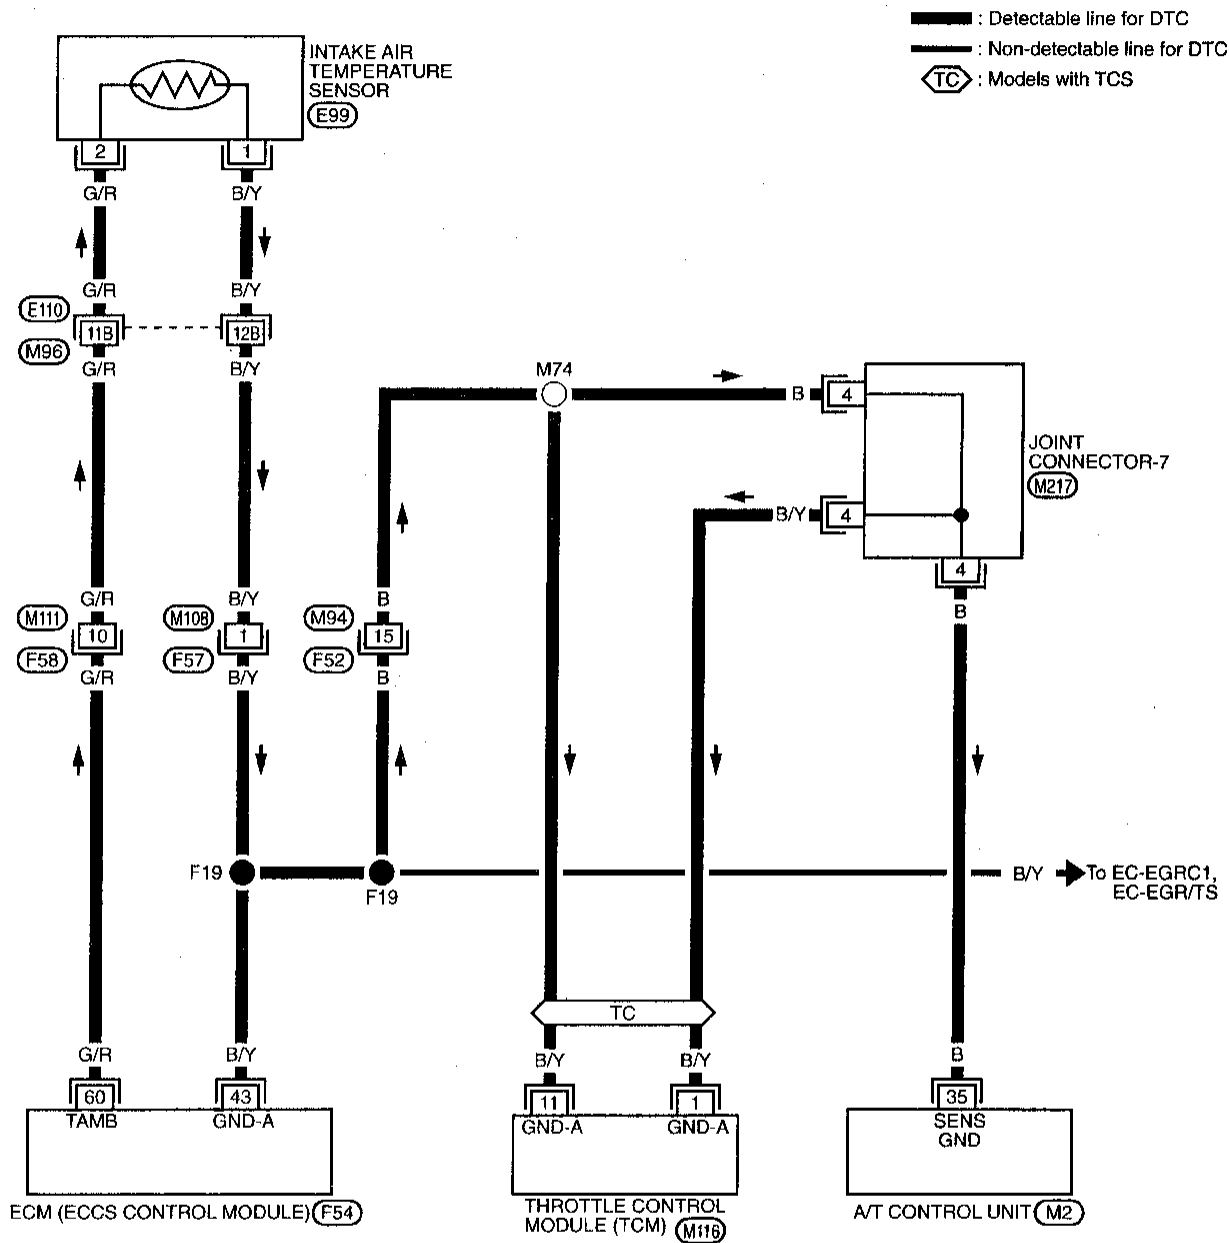 : Detectable line for DTC
: Non-detectable line for DTC
TC : Models with TCS
INTAKE AIR
TEMPERATURE
SENSOR
E99
2 1
G/R B/Y
G/R B/Y
E110
11B 12B
M96
G/R B/Y
M74
B 4
JOINT
CONNECTOR-7
M217
B/Y 4
4
B
G/R B/Y B
M111 M108 M94
10 1 15
F58 F57 F52
G/R B/Y B
F19
F19
B/Y To EC-EGRC1,
EC-EGR/TS
TC
G/R B/Y B/Y B/Y B
60 43 11 1 35
TAMB GND-A GND-A GND-A SENS
GND
ECM (ECCS CONTROL MODULE) F54
THROTTLE CONTROL
MODULE (TCM) M116
A/T CONTROL UNIT M2